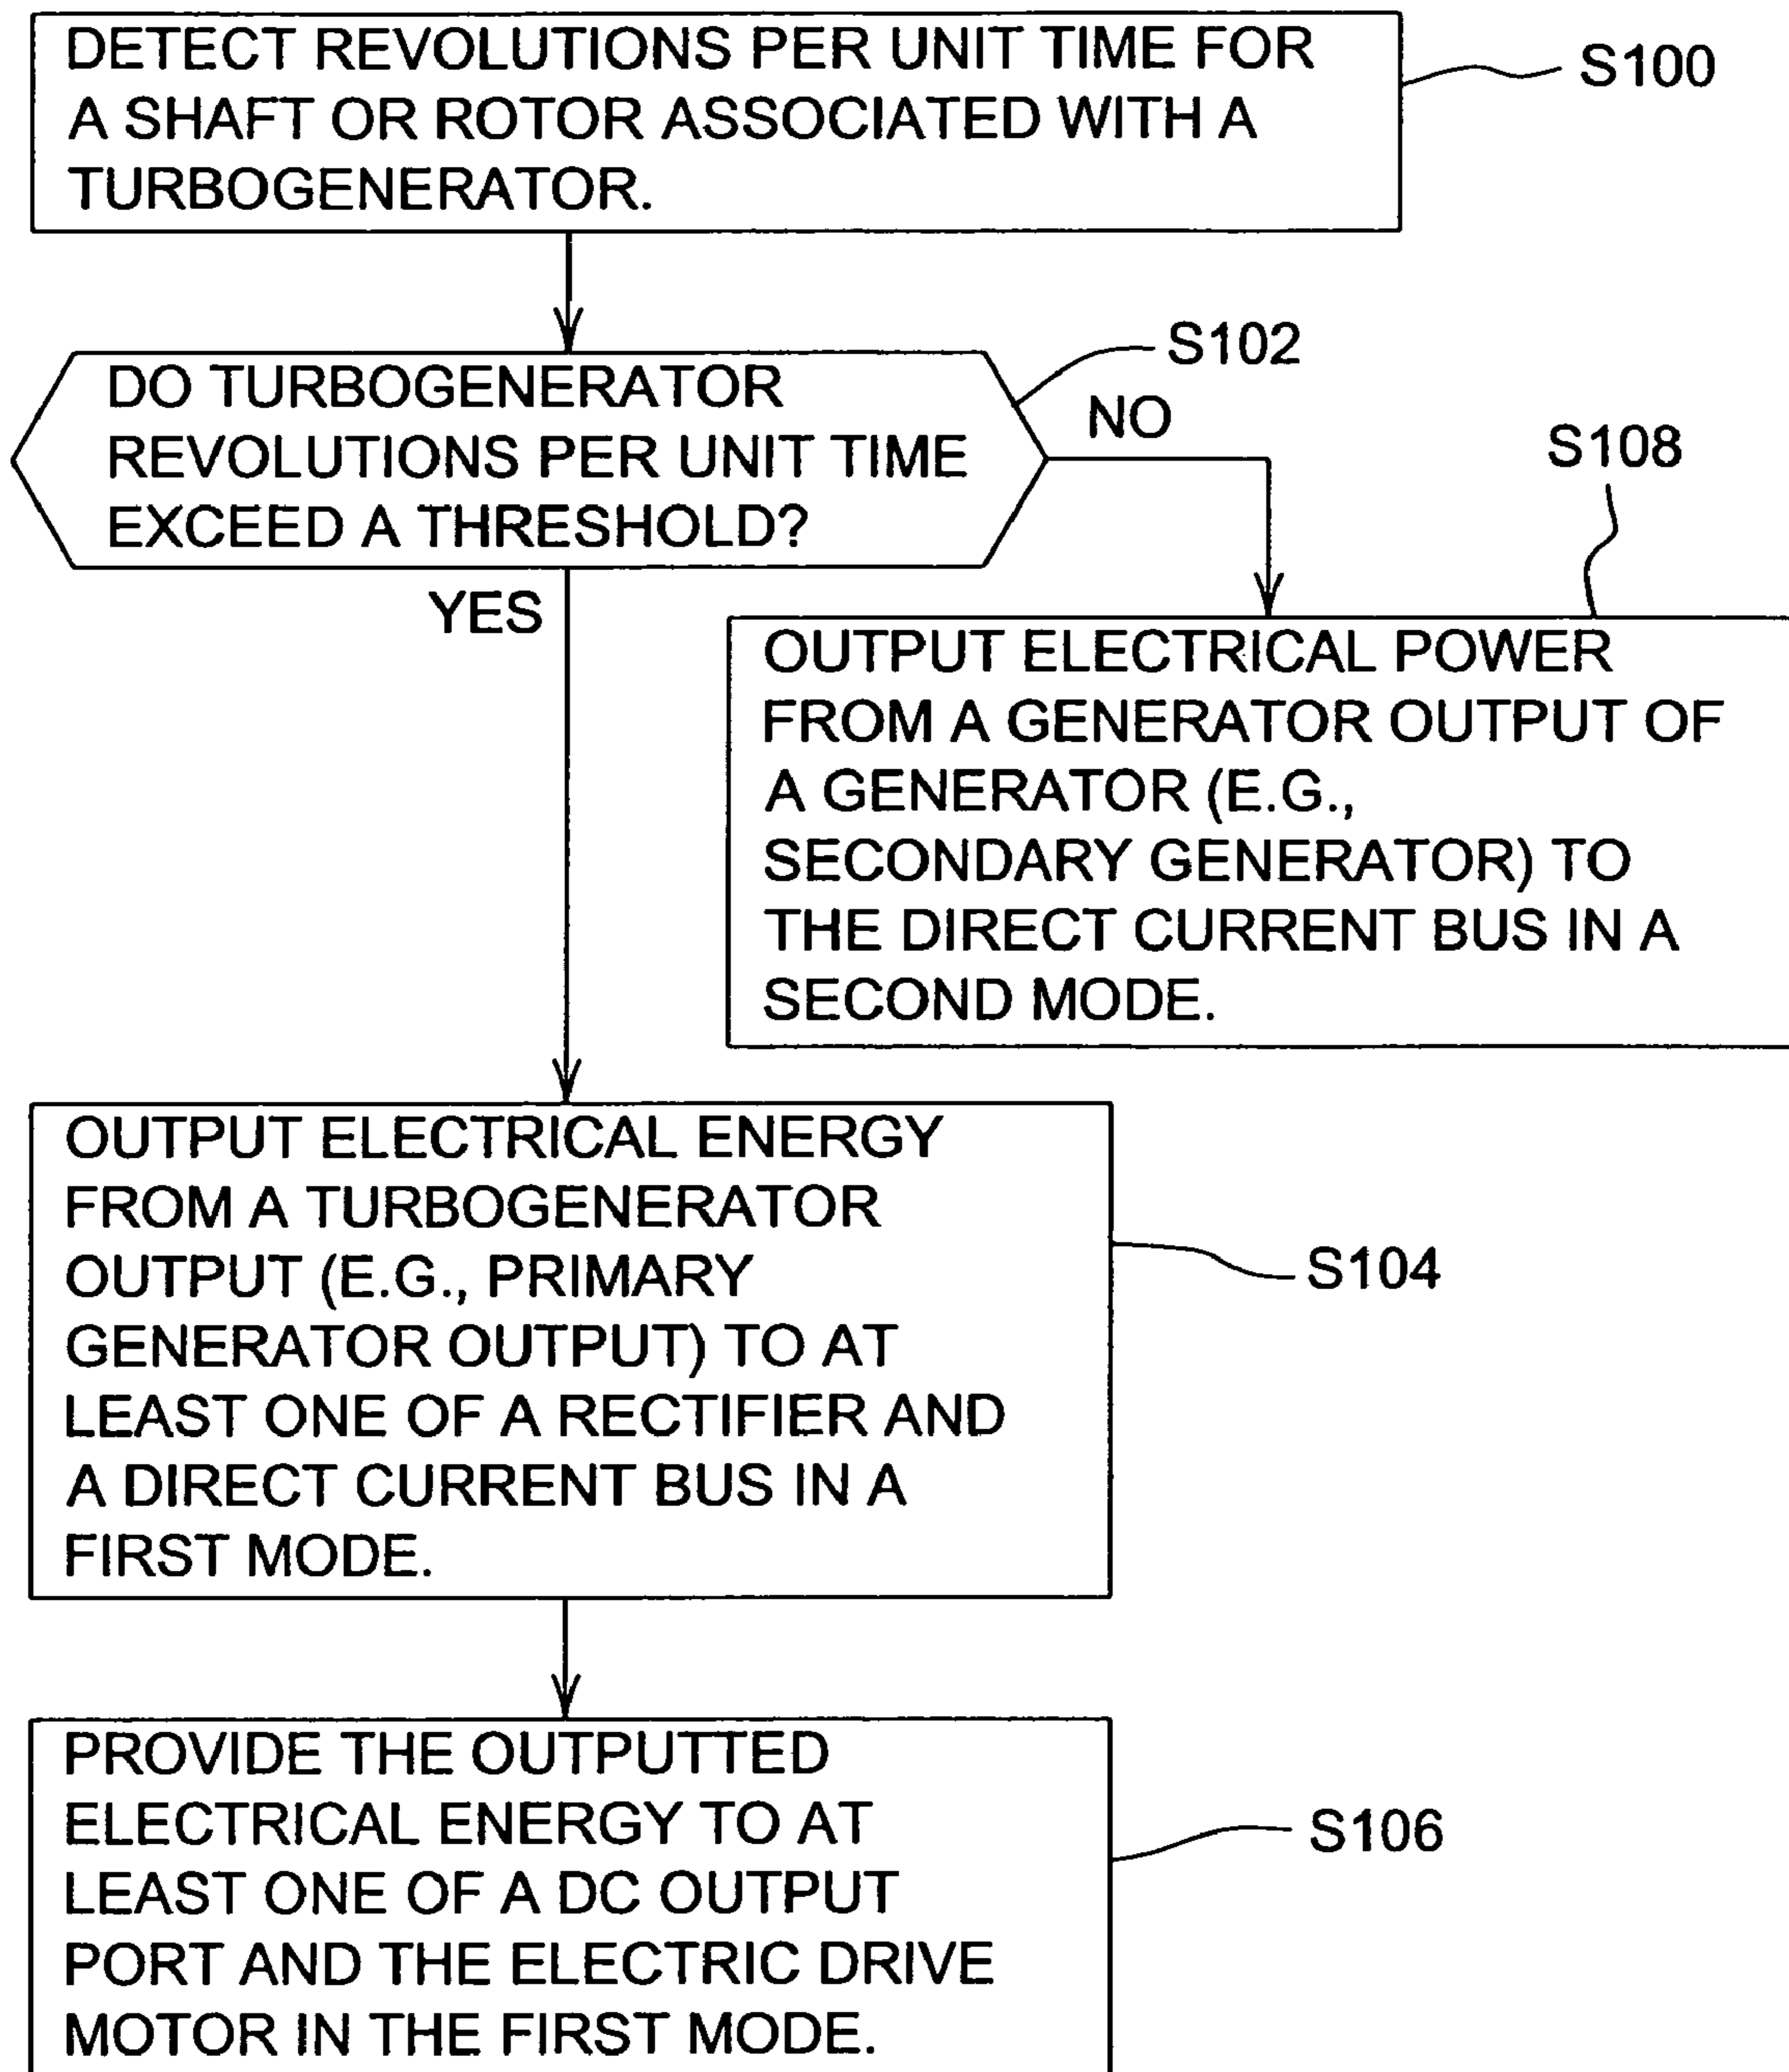 DETECT REVOLUTIONS PER UNIT TIME FOR
A SHAFT OR ROTOR ASSOCIATED WITH A
TURBOGENERATOR.
S100
DO TURBOGENERATOR
REVOLUTIONS PER UNIT TIME
EXCEED A THRESHOLD?
S102
NO
YES
S108
OUTPUT ELECTRICAL POWER
FROM A GENERATOR OUTPUT OF
A GENERATOR (E.G.,
SECONDARY GENERATOR) TO
THE DIRECT CURRENT BUS IN A
SECOND MODE.
OUTPUT ELECTRICAL ENERGY
FROM A TURBOGENERATOR
OUTPUT (E.G., PRIMARY
GENERATOR OUTPUT) TO AT
LEAST ONE OF A RECTIFIER AND
A DIRECT CURRENT BUS IN A
FIRST MODE.
S104
PROVIDE THE OUTPUTTED
ELECTRICAL ENERGY TO AT
LEAST ONE OF A DC OUTPUT
PORT AND THE ELECTRIC DRIVE
MOTOR IN THE FIRST MODE.
S106